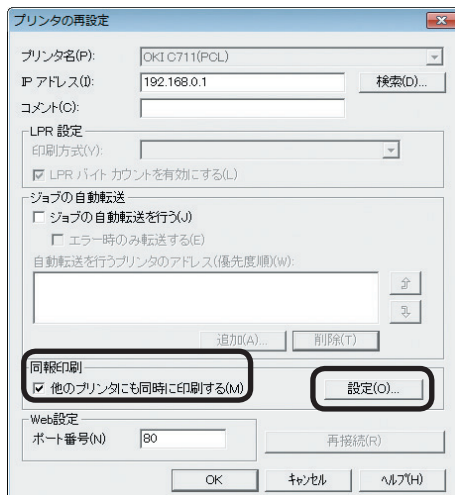 プリンタの再設定
プリンタ名(P): OKI C711(PCL)
IP アドレス(I): 192.168.0.1 検索(D)...
コメント(C):
LPR 設定
印刷方式(Y):
LPR バイト カウントを有効にする(L)
ジョブの自動転送
ジョブの自動転送を行う(J)
エラー時のみ転送する(E)
自動転送を行うプリンタのアドレス(優先度順)(W):
追加(A)... 削除(T)
同報印刷
他のプリンタにも同時に印刷する(M) 設定(O)...
Web設定
ポート番号(N) 80 再接続(R)
OK キャンセル ヘルプ(H)